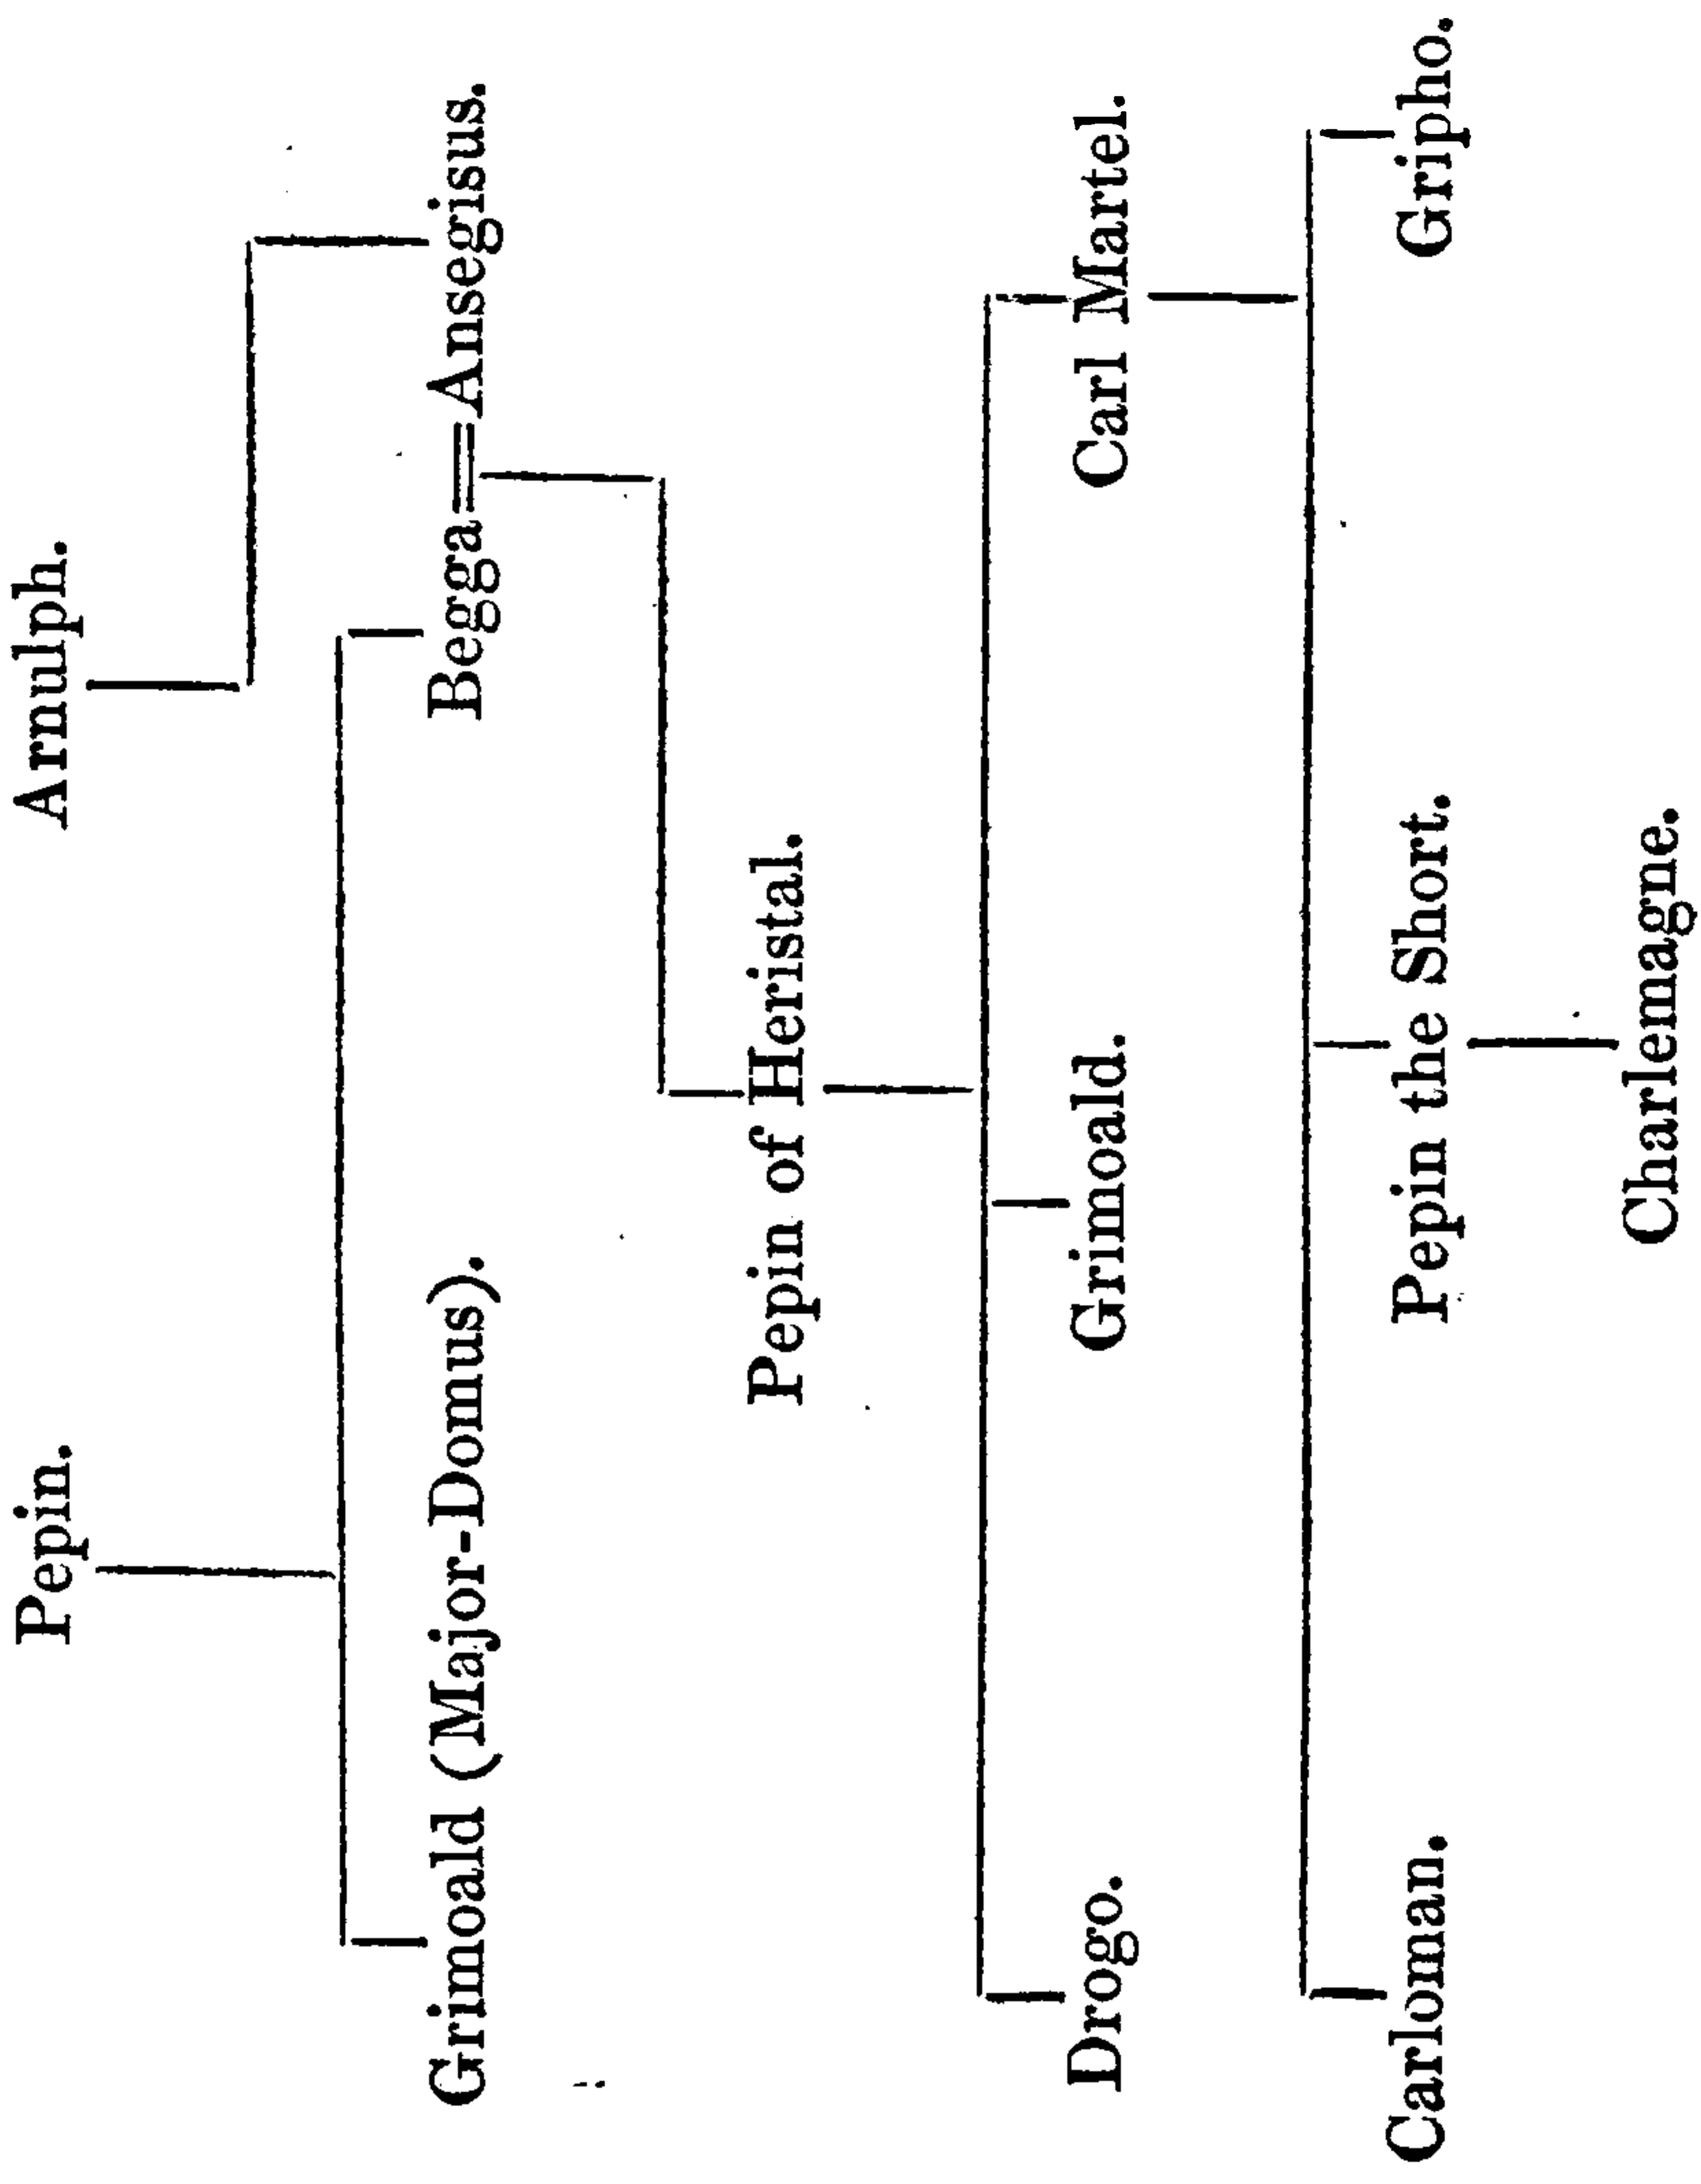 Pepin. Arnulph.
Grimoald (Major-Domus). Begga═Ansegisus.
Pepin of Heristal.
Drogo. Grimoald. Carl Martel.
Carloman. Pepin the Short. Gripho.
Charlemagne.